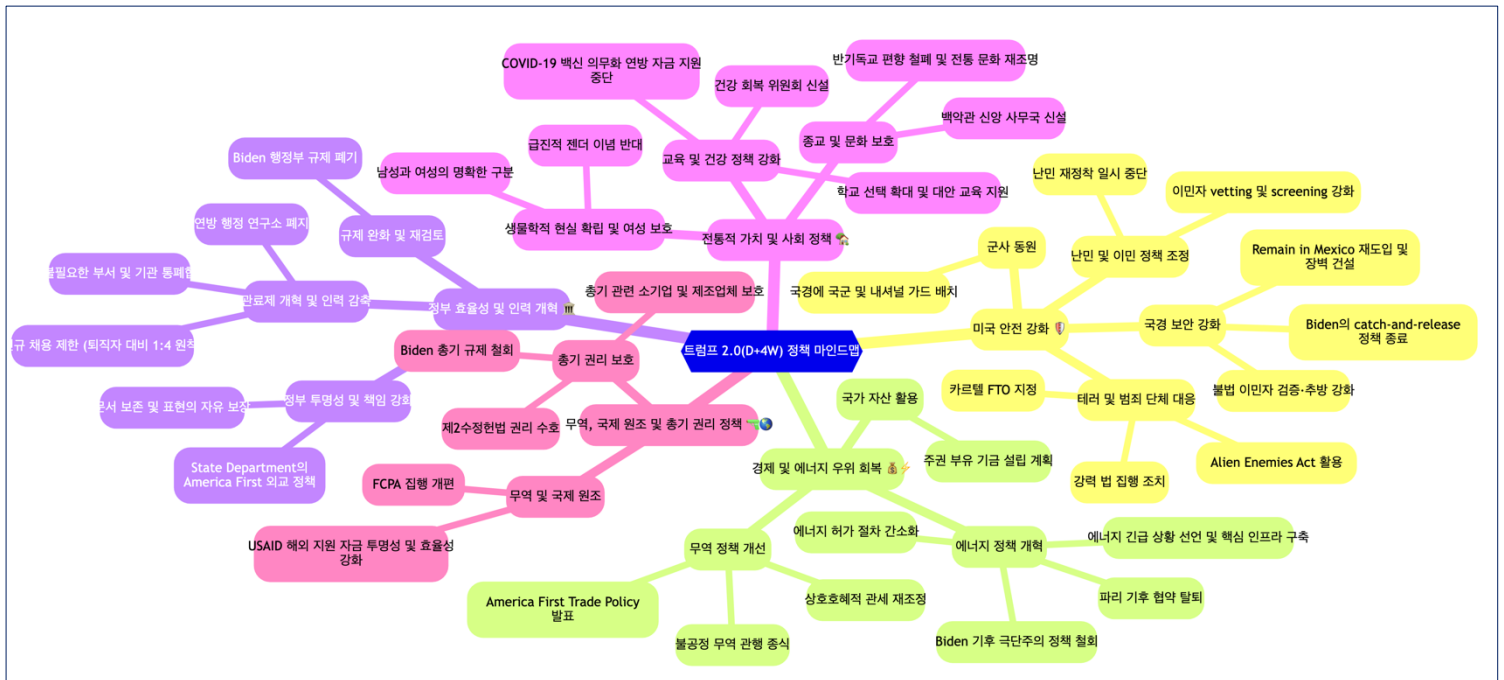 트럼프 2.0(D+4W) 정책 마인드맵
미국 안전 강화 🛡️
군사 동원
국경에 국군 및 내셔널 가드 배치
난민 및 이민 정책 조정
난민 재정착 일시 중단
이민자 vetting 및 screening 강화
국경 보안 강화
Remain in Mexico 재도입 및
장벽 건설
Biden의 catch-and-release
정책 종료
불법 이민자 검증·추방 강화
테러 및 범죄 단체 대응
카르텔 FTO 지정
강력 법 집행 조치
Alien Enemies Act 활용
경제 및 에너지 우위 회복 💰⚡
국가 자산 활용
주권 부유 기금 설립 계획
에너지 정책 개혁
에너지 허가 절차 간소화
에너지 긴급 상황 선언 및 핵심 인프라 구축
파리 기후 협약 탈퇴
Biden 기후 극단주의 정책 철회
무역 정책 개선
America First Trade Policy
발표
불공정 무역 관행 종식
상호호혜적 관세 재조정
무역, 국제 원조 및 총기 권리 정책 🔫🌎
총기 권리 보호
총기 관련 소기업 및 제조업체 보호
Biden 총기 규제 철회
제2수정헌법 권리 수호
무역 및 국제 원조
FCPA 집행 개편
USAID 해외 지원 자금 투명성 및 효율성
강화
정부 효율성 및 인력 개혁 🏛️
규제 완화 및 재검토
Biden 행정부 규제 폐기
관료제 개혁 및 인력 감축
연방 행정 연구소 폐지
부서 및 기관 통폐합
채용 제한 (퇴직자 대비 1:4 원칙
정부 투명성 및 책임 강화
보존 및 표현의 자유 보장
State Department의
America First 외교 정책
전통적 가치 및 사회 정책 🏡
생물학적 현실 확립 및 여성 보호
남성과 여성의 명확한 구분
급진적 젠더 이념 반대
교육 및 건강 정책 강화
COVID-19 백신 의무화 연방 자금 지원
중단
건강 회복 위원회 신설
학교 선택 확대 및 대안 교육 지원
종교 및 문화 보호
반기독교 편향 철폐 및 전통 문화 재조명
백악관 신앙 사무국 신설